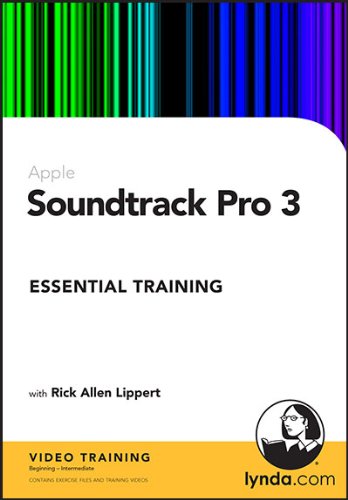 Apple
Soundtrack Pro 3
ESSENTIAL TRAINING
with Rick Allen Lippert
VIDEO TRAINING
Beginning – Intermediate
CONTAINS EXERCISE FILES AND TRAINING VIDEOS
lynda.com